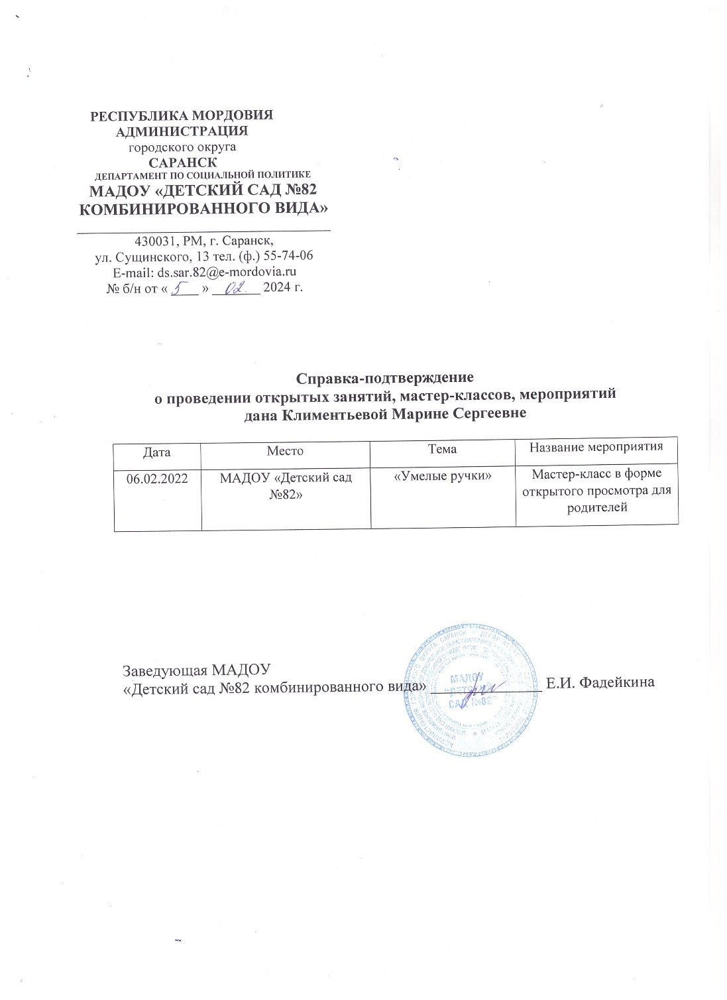 РЕСПУБЛИКА МОРДОВИЯ
АДМИНИСТРАЦИЯ
городского округа
САРАНСК
ДЕПАРТАМЕНТ ПО СОЦИАЛЬНОЙ ПОЛИТИКЕ
МАДОУ «ДЕТСКИЙ САД №82
КОМБИНИРОВАННОГО ВИДА»
430031, РМ, г. Саранск,
ул. Сущинского, 13 тел. (ф.) 55-74-06
E-mail: ds.sar.82@e-mordovia.ru
№ б/н от « 5 » 02. 2024 г.
Справка-подтверждение
о проведении открытых занятий, мастер-классов, мероприятий
дана Климентьевой Марине Сергеевне
Дата Место Тема Название мероприятия
06.02.2022 МАДОУ «Детский сад «Умелые ручки» Мастер-класс в форме
№82» открытого просмотра для
родителей
Заведующая МАДОУ
«Детский сад №82 комбинированного вида» Е.И. Фадейкина
МАДОУ
"ДЕТСКИЙ
САД №82"